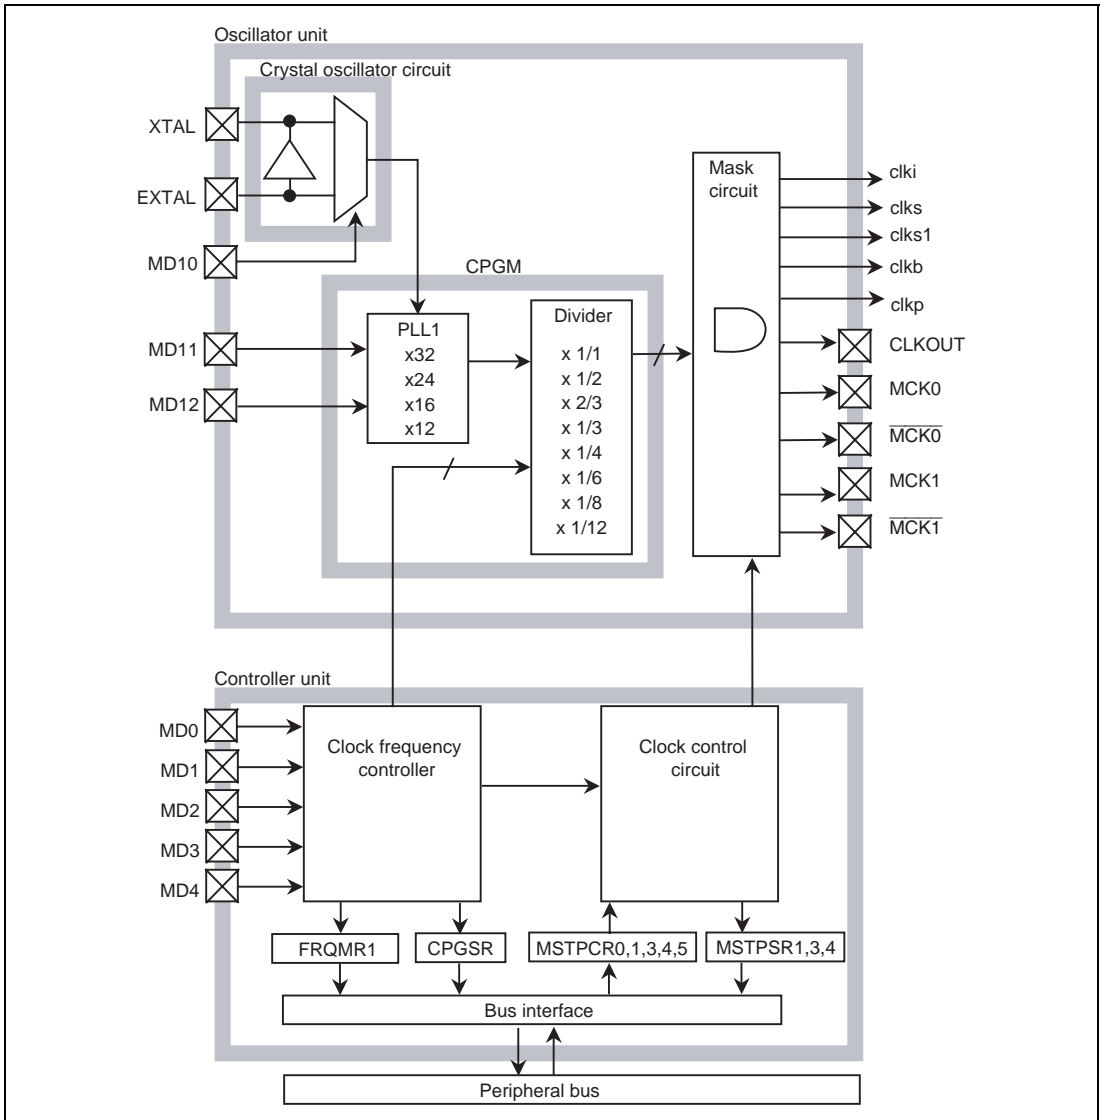 Oscillator unit
Crystal oscillator circuit
XTAL
EXTAL
MD10
CPGM
MD11
MD12
PLL1
x32
x24
x16
x12
Divider
x 1/1
x 1/2
x 2/3
x 1/3
x 1/4
x 1/6
x 1/8
x 1/12
Mask
circuit
clki
clks
clks1
clkb
clkp
CLKOUT
MCK0
M̅C̅K̅0̅
MCK1
M̅C̅K̅1̅
Controller unit
MD0
MD1
MD2
MD3
MD4
Clock frequency
controller
Clock control
circuit
FRQMR1
CPGSR
MSTPCR0,1,3,4,5
MSTPSR1,3,4
Bus interface
Peripheral bus